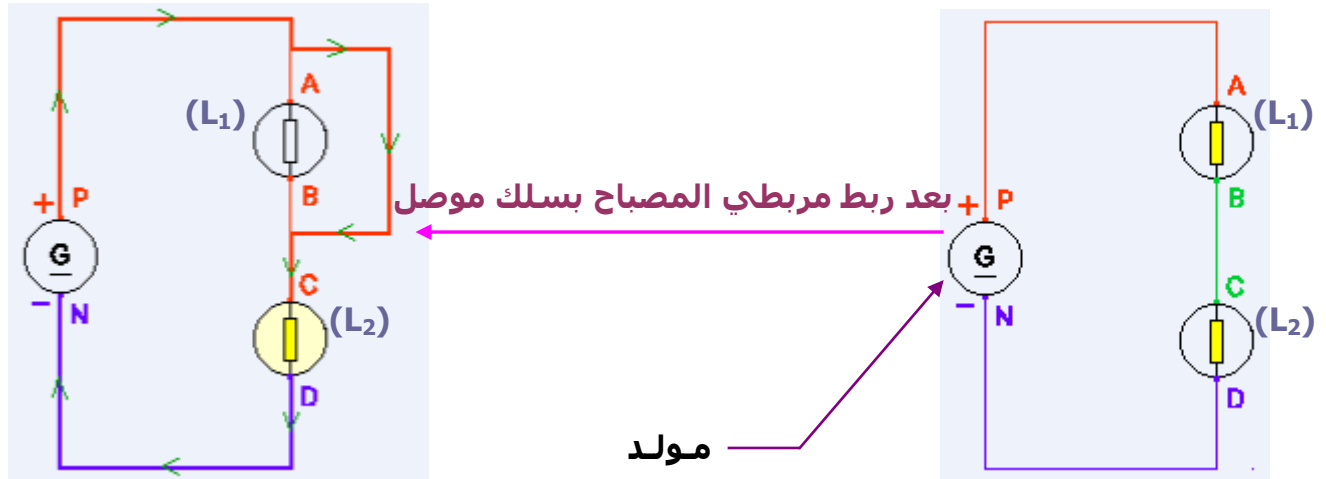 A
(L₁)
B
+ P
G
− N
C
(L₂)
D
بعد ربط مربطي المصباح بسلك موصل
A
(L₁)
B
+ P
G
− N
C
(L₂)
D
مـولـد